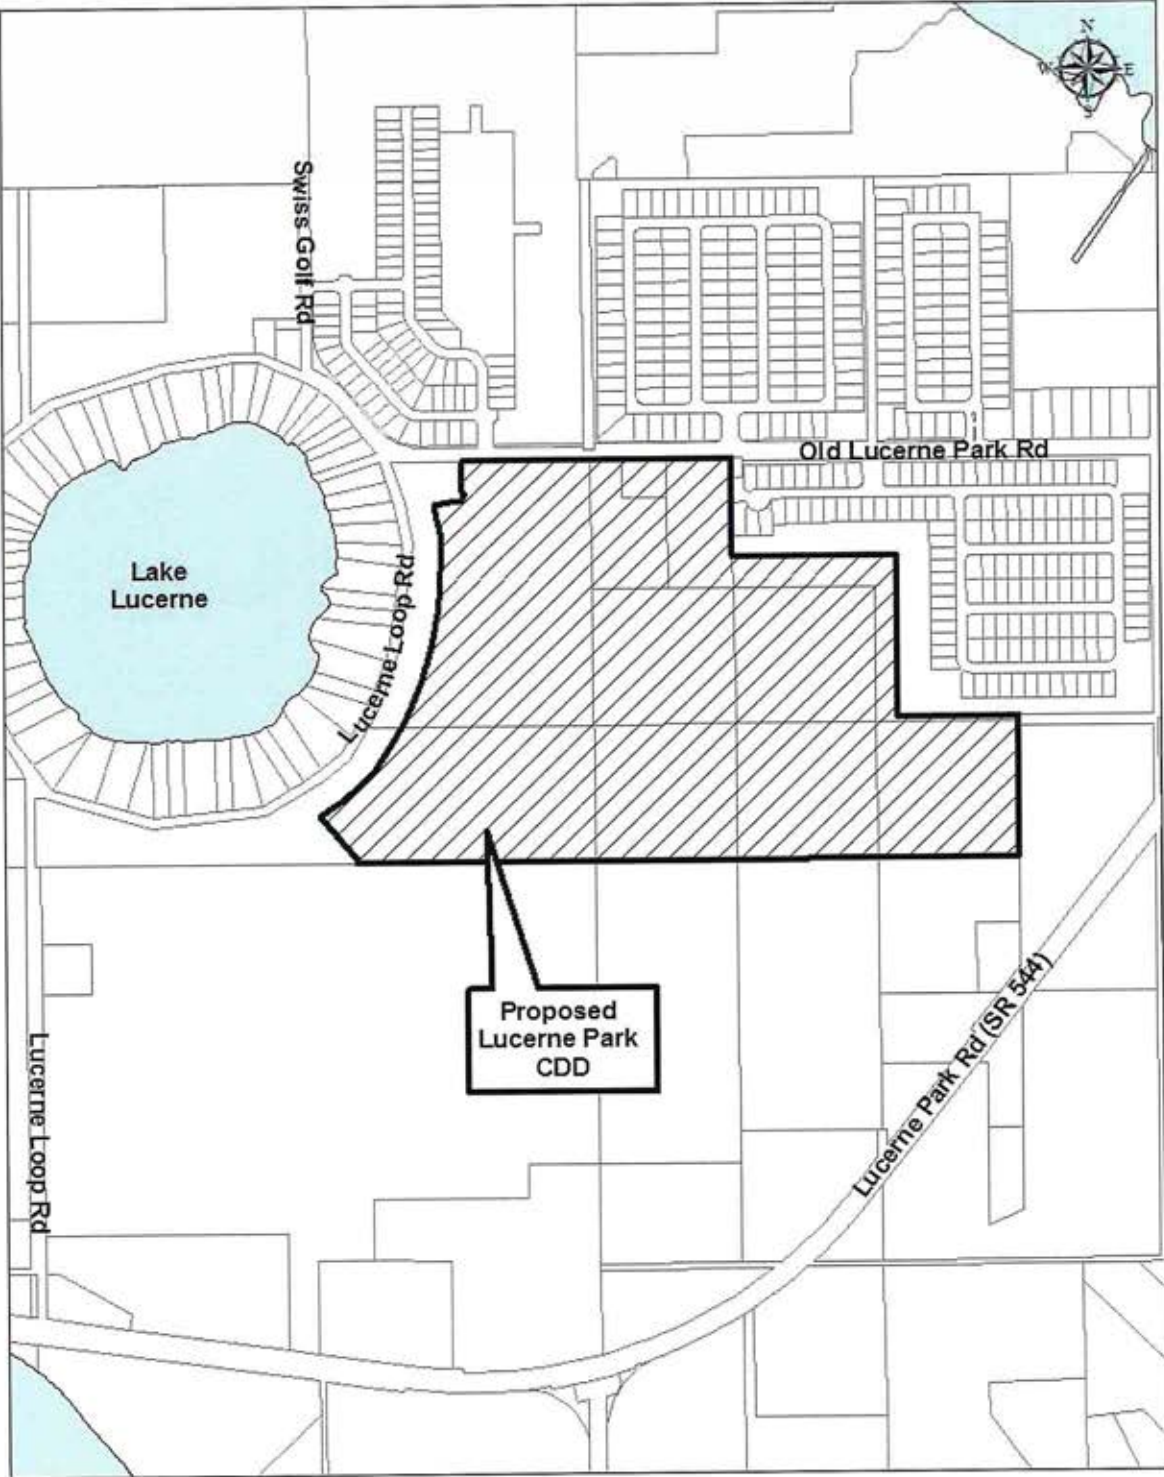 N
W
E
S
Swiss Golf Rd
Old Lucerne Park Rd
Lake
Lucerne
Lucerne Loop Rd
Proposed
Lucerne Park
CDD
Lucerne Park Rd (SR 544)
Lucerne Loop Rd